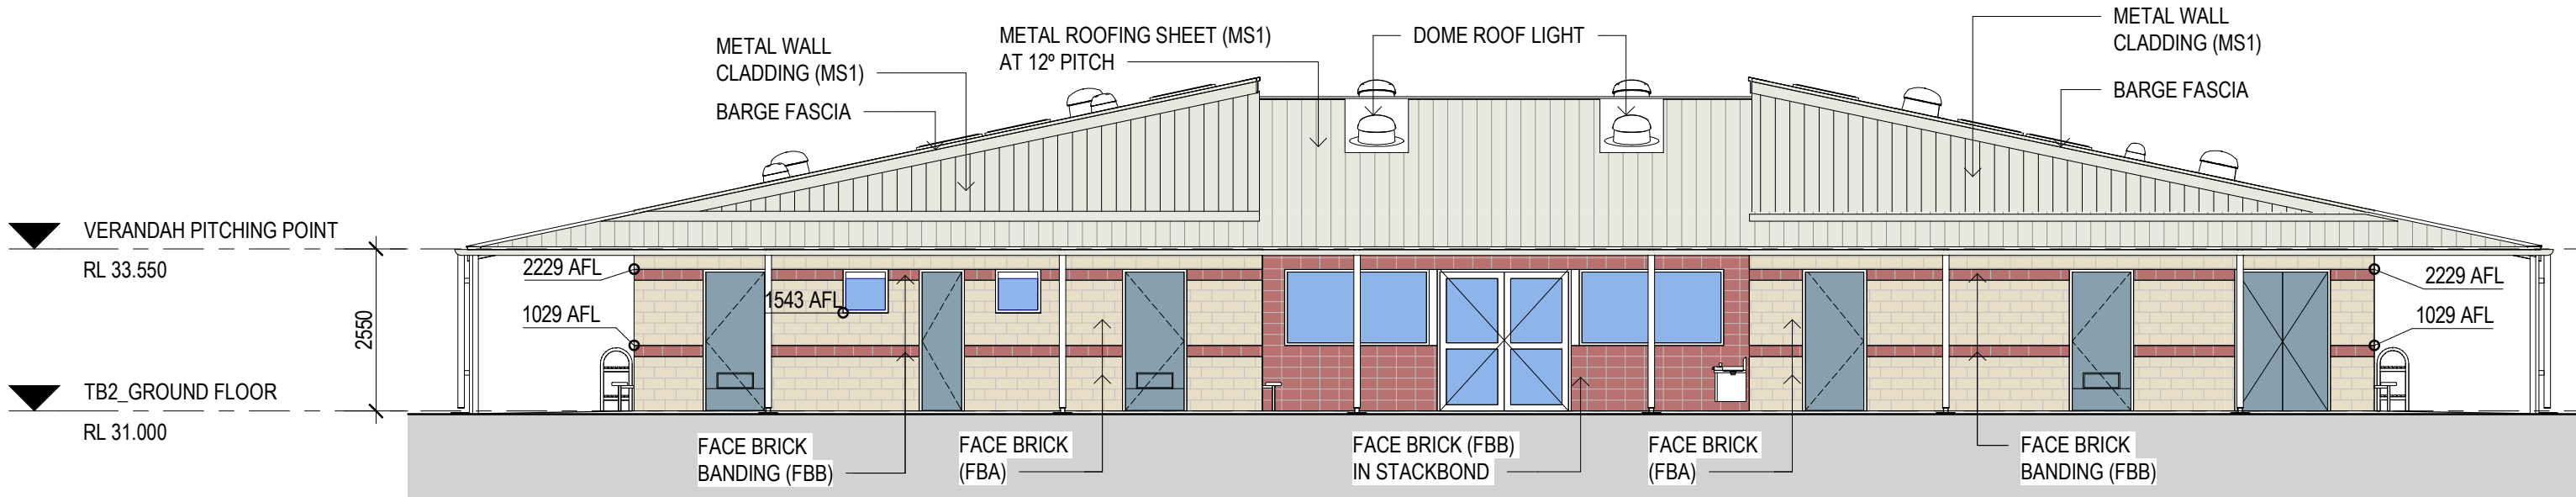 METAL WALL
CLADDING (MS1)
BARGE FASCIA
METAL ROOFING SHEET (MS1)
AT 12º PITCH
DOME ROOF LIGHT
METAL WALL
CLADDING (MS1)
BARGE FASCIA
VERANDAH PITCHING POINT
RL 33.550
2550
TB2_GROUND FLOOR
RL 31.000
2229 AFL
1029 AFL
1543 AFL
2229 AFL
1029 AFL
FACE BRICK
BANDING (FBB)
FACE BRICK
(FBA)
FACE BRICK (FBB)
IN STACKBOND
FACE BRICK
(FBA)
FACE BRICK
BANDING (FBB)